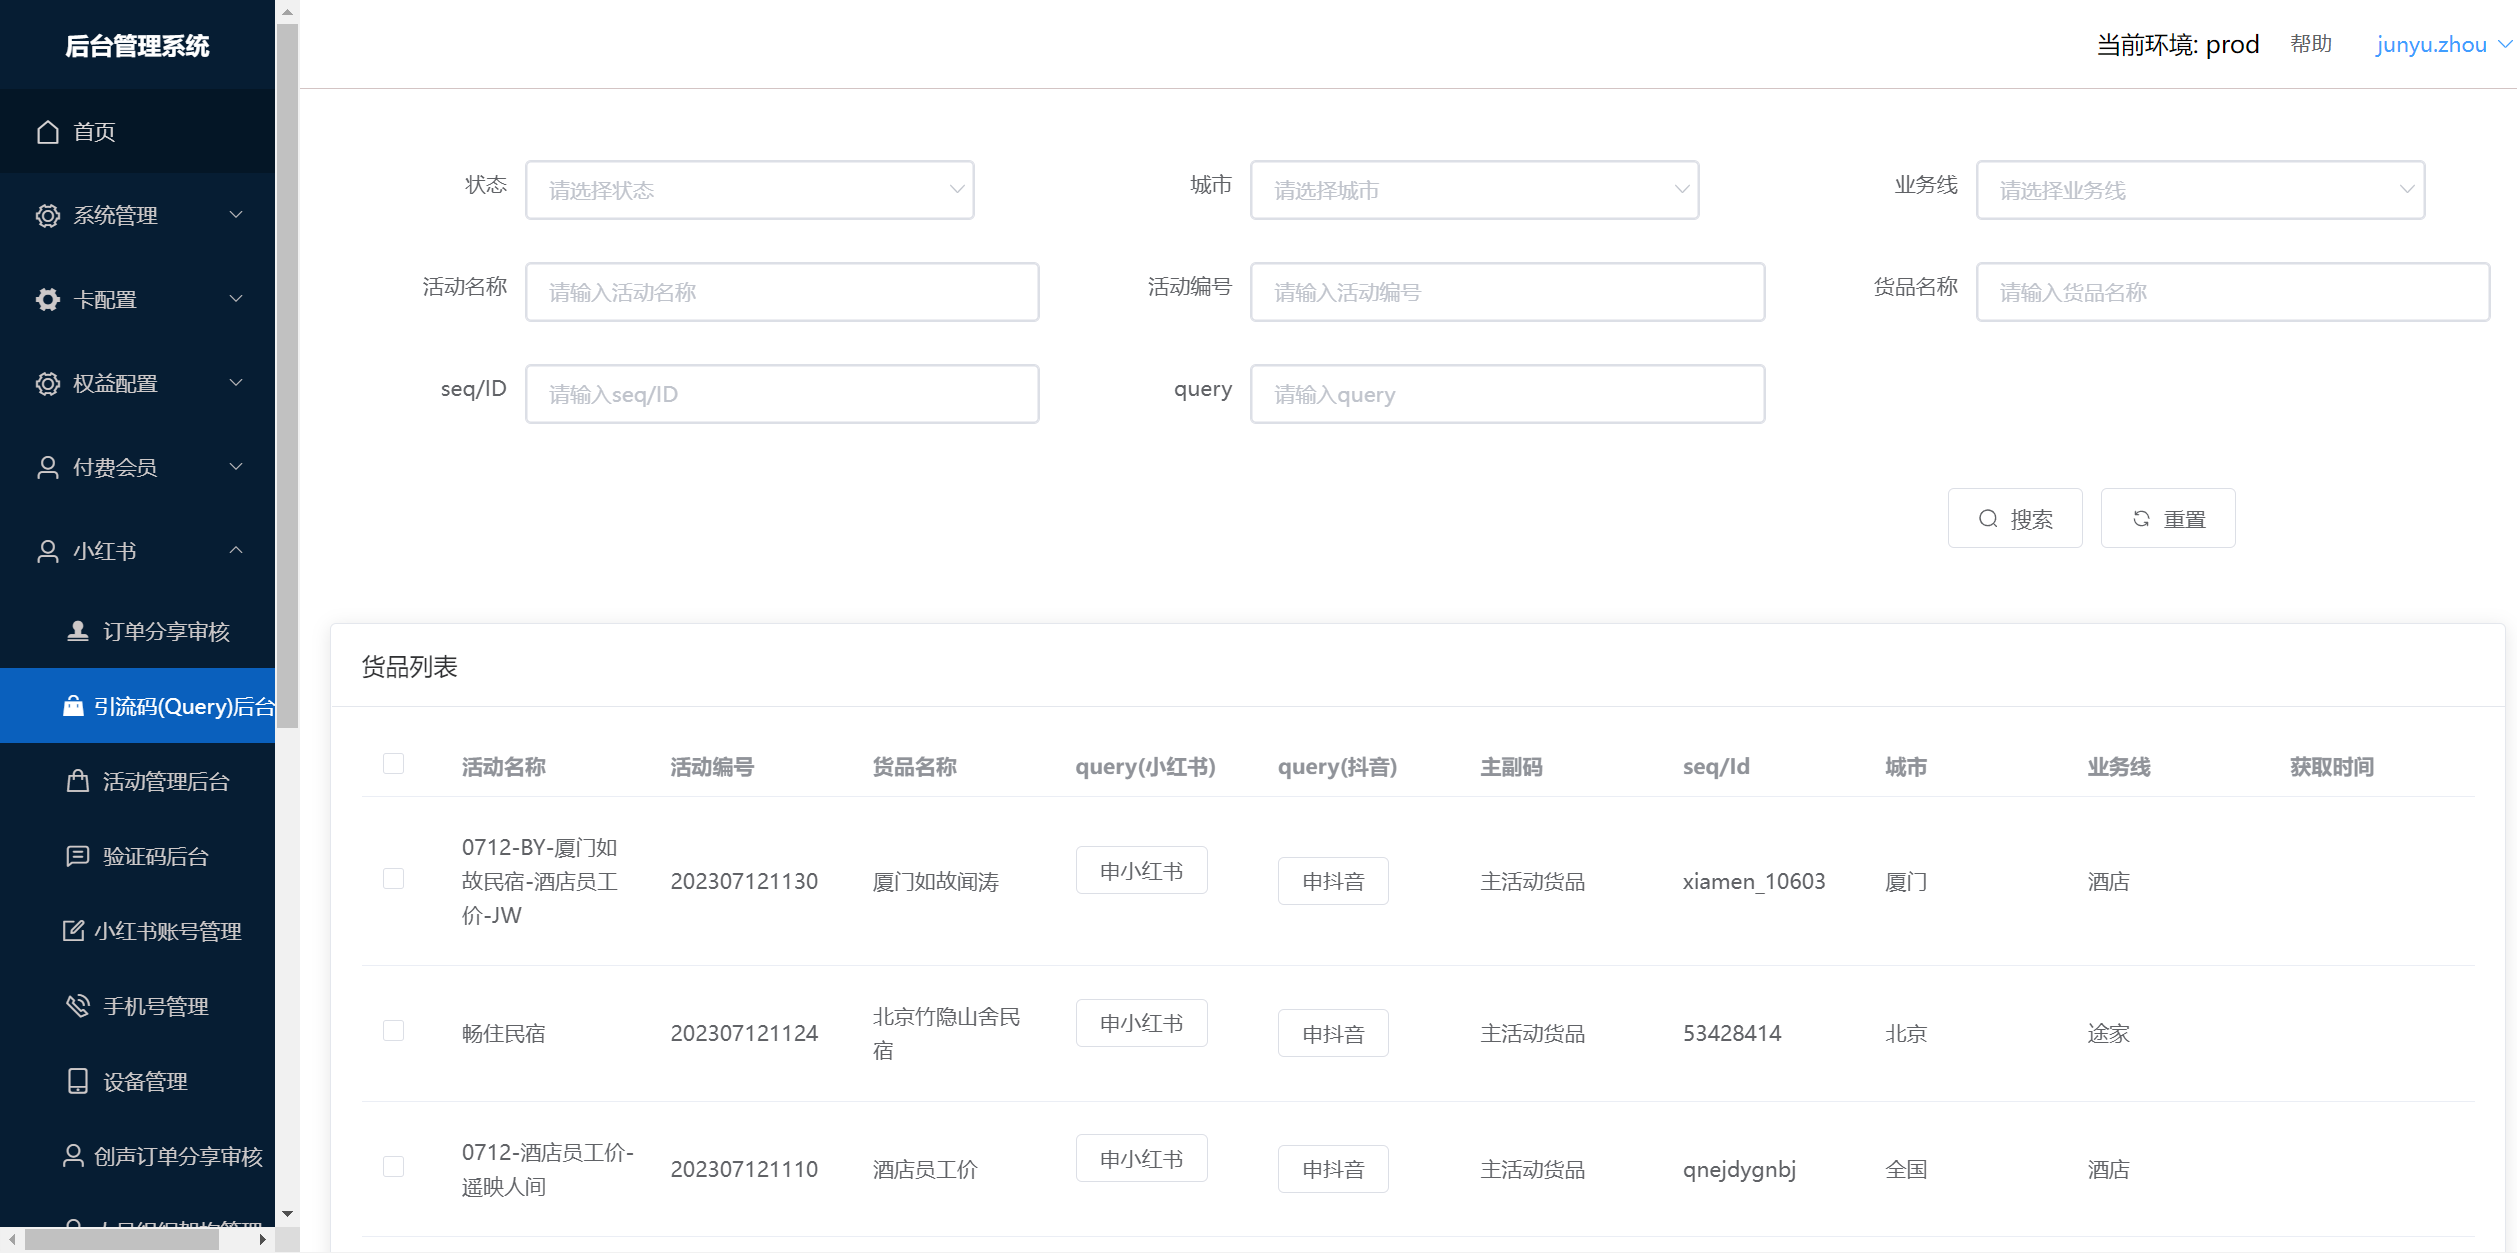 后台管理系统
首页
系统管理
卡配置
权益配置
付费会员
小红书
订单分享审核
引流码(Query)后台
活动管理后台
验证码后台
小红书账号管理
手机号管理
设备管理
创声订单分享审核
当前环境: prod 帮助 junyu.zhou
状态 请选择状态 城市 请选择城市 业务线 请选择业务线
活动名称 请输入活动名称 活动编号 请输入活动编号 货品名称 请输入货品名称
seq/ID 请输入seq/ID query 请输入query
搜索 重置
货品列表
活动名称 活动编号 货品名称 query(小红书) query(抖音) 主副码 seq/Id 城市 业务线 获取时间
0712-BY-厦门如
故民宿-酒店员工
价-JW
202307121130 厦门如故闻涛 申小红书 申抖音 主活动货品 xiamen_10603 厦门 酒店
畅住民宿 202307121124
北京竹隐山舍民
宿
申小红书 申抖音 主活动货品 53428414 北京 途家
0712-酒店员工价-
遥映人间
202307121110 酒店员工价 申小红书 申抖音 主活动货品 qnejdygnbj 全国 酒店